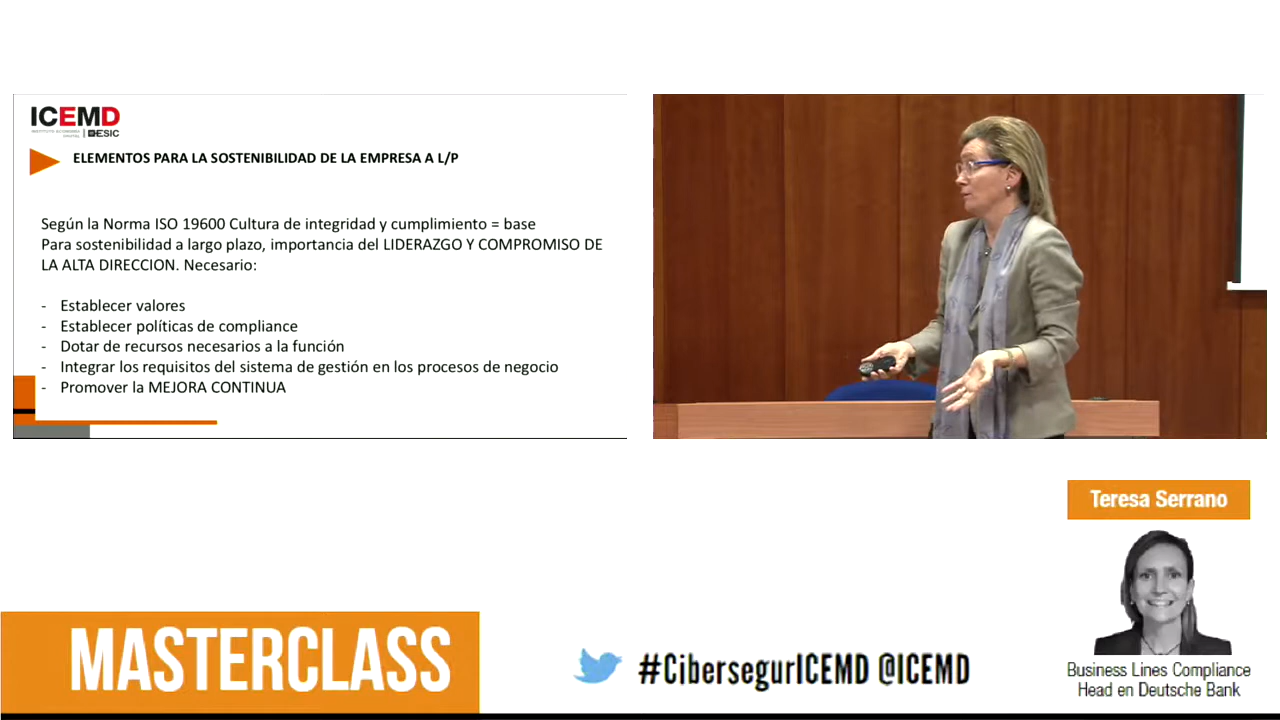 ICEMD
ESIC
ELEMENTOS PARA LA SOSTENIBILIDAD DE LA EMPRESA A L/P
Según la Norma ISO 19600 Cultura de integridad y cumplimiento = base
Para sostenibilidad a largo plazo, importancia del LIDERAZGO Y COMPROMISO DE
LA ALTA DIRECCION. Necesario:
- Establecer valores
- Establecer políticas de compliance
- Dotar de recursos necesarios a la función
- Integrar los requisitos del sistema de gestión en los procesos de negocio
- Promover la MEJORA CONTINUA
Teresa Serrano
Business Lines Compliance
Head en Deutsche Bank
MASTERCLASS
#CibersegurICEMD @ICEMD